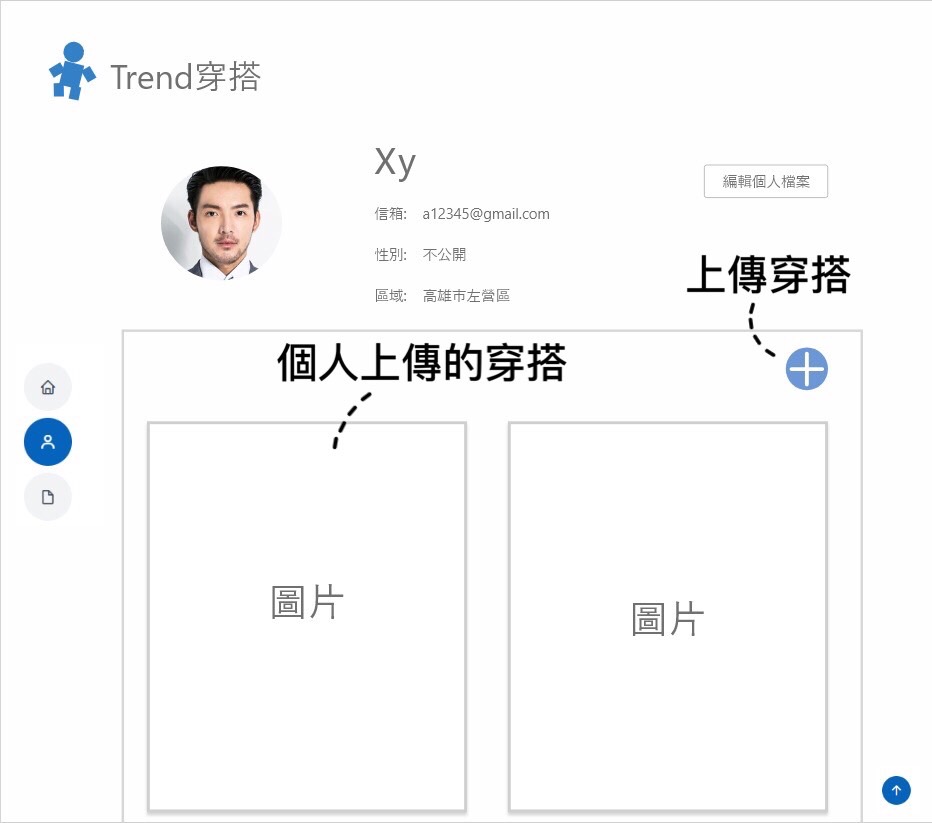 Trend穿搭
Xy
編輯個人檔案
信箱: a12345@gmail.com
性別: 不公開
區域: 高雄市左營區
上傳穿搭
個人上傳的穿搭
圖片
圖片